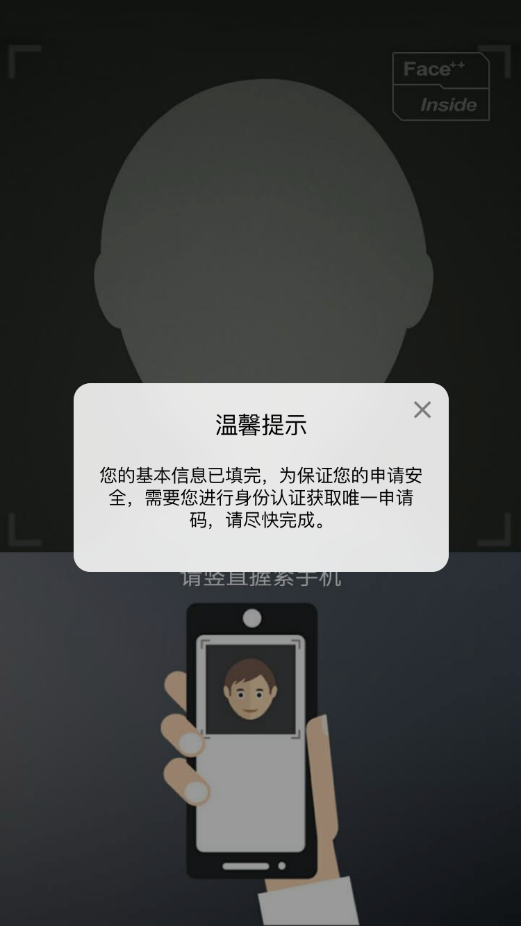 Face++
Inside
温馨提示
您的基本信息已填完，为保证您的申请安
全，需要您进行身份认证获取唯一申请
码，请尽快完成。
请竖直握紧手机